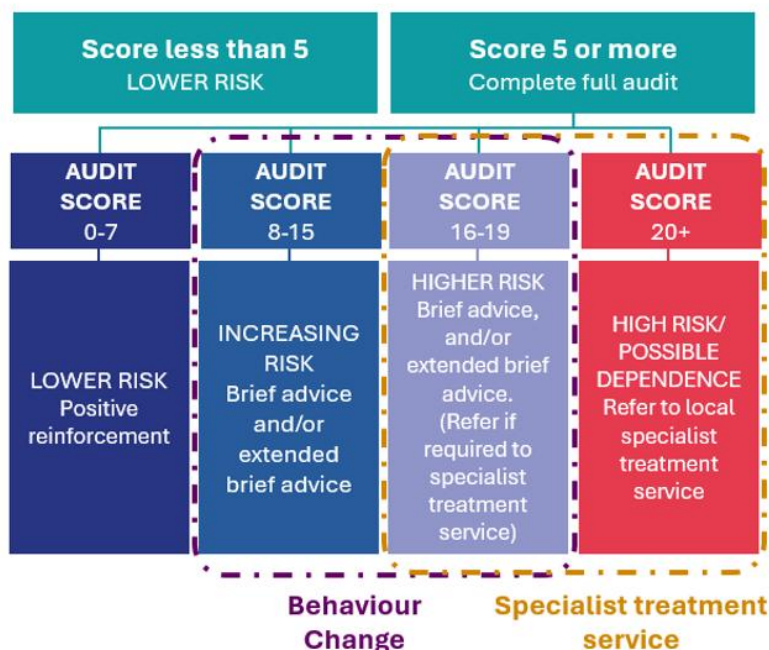 Score less than 5
LOWER RISK
Score 5 or more
Complete full audit
AUDIT
SCORE
0-7
AUDIT
SCORE
8-15
AUDIT
SCORE
16-19
AUDIT
SCORE
20+
LOWER RISK
Positive
reinforcement
INCREASING
RISK
Brief advice
and/or
extended
brief advice
HIGHER RISK
Brief advice,
and/or
extended brief
advice.
(Refer if
required to
specialist
treatment
service)
HIGH RISK/
POSSIBLE
DEPENDENCE
Refer to local
specialist
treatment
service
Behaviour
Change
Specialist treatment
service